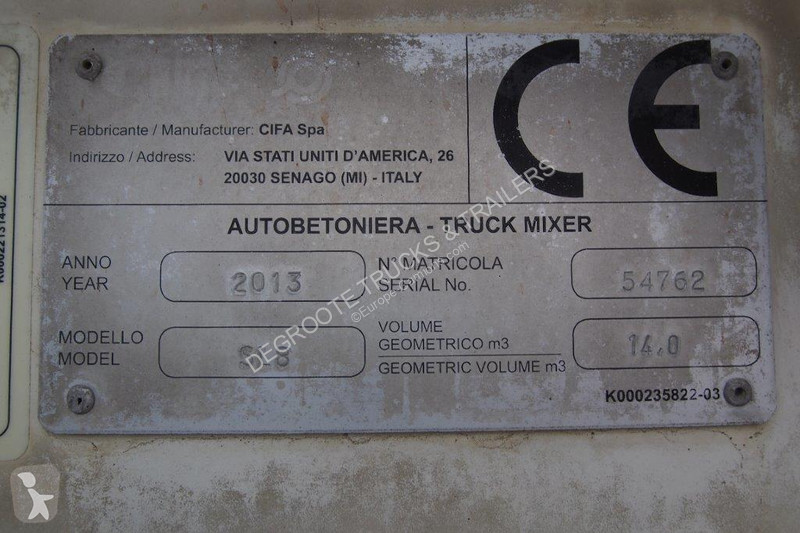 Fabbricante / Manufacturer: CIFA Spa
Indirizzo / Address: VIA STATI UNITI D'AMERICA, 26
20030 SENAGO (MI) - ITALY
CE
AUTOBETONIERA - TRUCK MIXER
ANNO
YEAR
2013
N° MATRICOLA
SERIAL No.
54762
MODELLO
MODEL
VOLUME
GEOMETRICO m3
GEOMETRIC VOLUME m3
14,0
K000235822-03
K000221314-02
DEGROOTE TRUCKS & TRAILERS